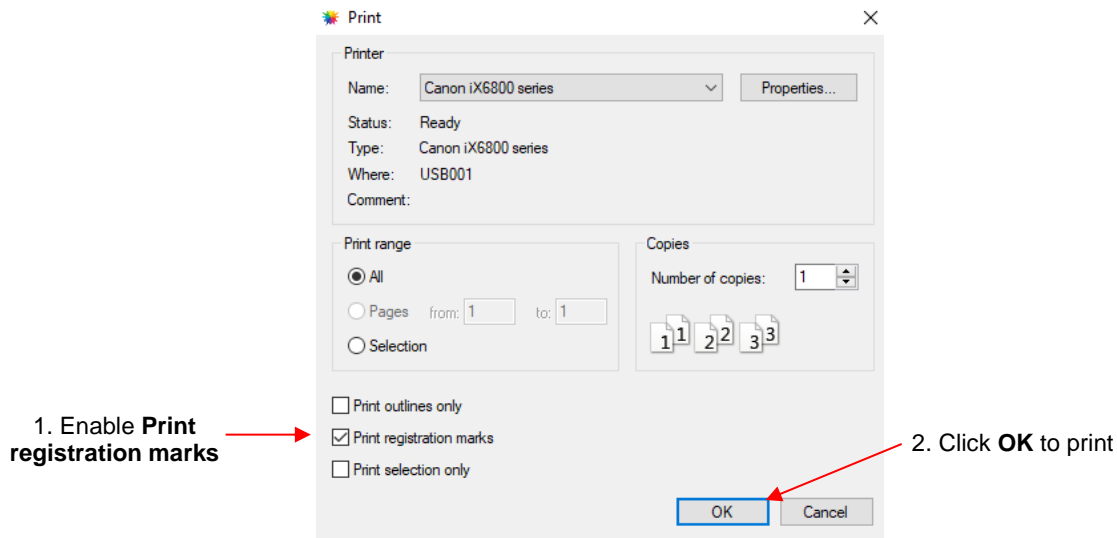 Print
Printer
Name: Canon iX6800 series Properties...
Status: Ready
Type: Canon iX6800 series
Where: USB001
Comment:
Print range
All
Pages from: 1 to: 1
Selection
Copies
Number of copies: 1
1 1 2 2 3 3
Print outlines only
1. Enable Print
registration marks
Print registration marks
Print selection only
2. Click OK to print
OK Cancel